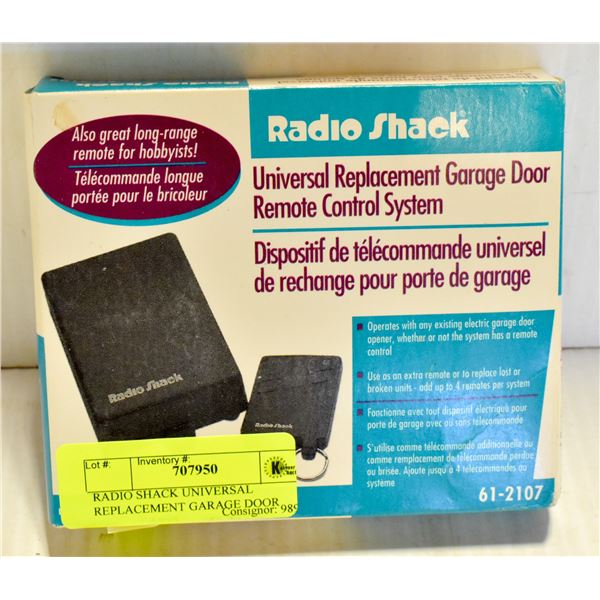 Also great long-range
remote for hobbyists!
Télécommande longue
portée pour le bricoleur
Radio Shack
Universal Replacement Garage Door
Remote Control System
Dispositif de télécommande universel
de rechange pour porte de garage
Operates with any existing electric garage door
opener, whether or not the system has a remote
control
Use as an extra remote or to replace lost or
broken units - add up to 4 remotes per system
Fonctionne avec tout dispositif électrique pour
porte de garage avec ou sans télécommande
S'utilise comme télécommande additionnelle ou
comme remplacement de télécommande perdue
ou brisée. Ajoute jusqu'à 4 télécommandes au
système
61-2107
Radio Shack
Radio Shack
Lot #:
Inventory #:
707950
RADIO SHACK UNIVERSAL
REPLACEMENT GARAGE DOOR
Consignor: 989